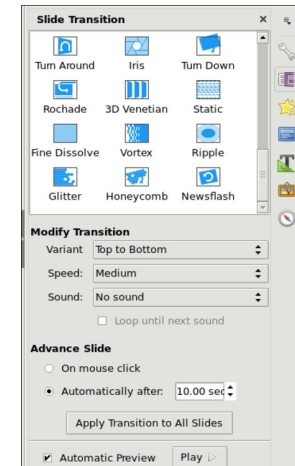 Slide Transition
Turn Around Iris Turn Down
Rochade 3D Venetian Static
Fine Dissolve Vortex Ripple
Glitter Honeycomb Newsflash
Modify Transition
Variant Top to Bottom
Speed: Medium
Sound: No sound
Loop until next sound
Advance Slide
On mouse click
Automatically after: 10.00 sec
Apply Transition to All Slides
Automatic Preview Play